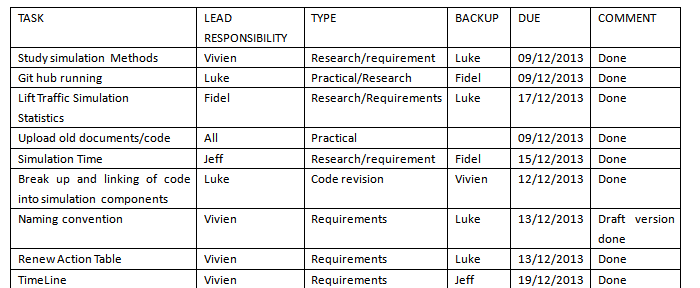 TASK LEAD RESPONSIBILITY TYPE BACKUP DUE COMMENT
Study simulation Methods Vivien Research/requirement Luke 09/12/2013 Done
Git hub running Luke Practical/Research Fidel 09/12/2013 Done
Lift Traffic Simulation Statistics Fidel Research/Requirements Luke 17/12/2013 Done
Upload old documents/code All Practical 09/12/2013 Done
Simulation Time Jeff Research/requirement Fidel 15/12/2013 Done
Break up and linking of code into simulation components Luke Code revision Vivien 12/12/2013 Done
Naming convention Vivien Requirements Luke 13/12/2013 Draft version done
Renew Action Table Vivien Requirements Luke 13/12/2013 Done
TimeLine Vivien Requirements Jeff 19/12/2013 Done